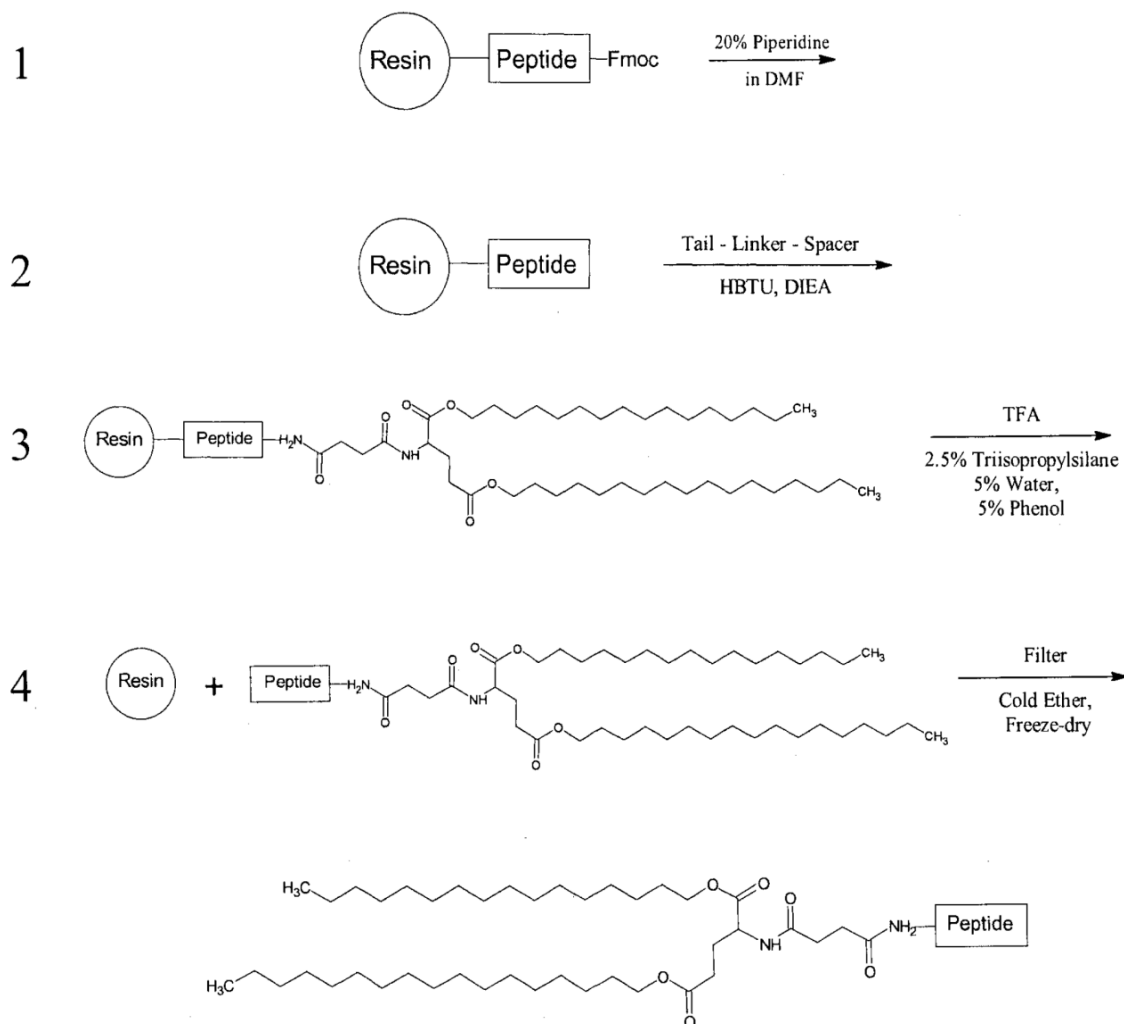 1
Resin
Peptide
Fmoc
20% Piperidine
in DMF
2
Resin
Peptide
Tail - Linker - Spacer
HBTU, DIEA
3
Resin
Peptide
H₂N
O
O
NH
O
O
O
O
CH₃
CH₃
TFA
2.5% Triisopropylsilane
5% Water,
5% Phenol
4
Resin
+
Peptide
H₂N
O
O
NH
O
O
O
O
CH₃
CH₃
Filter
Cold Ether,
Freeze-dry
H₃C
H₃C
O
O
O
O
NH
O
O
NH₂
Peptide